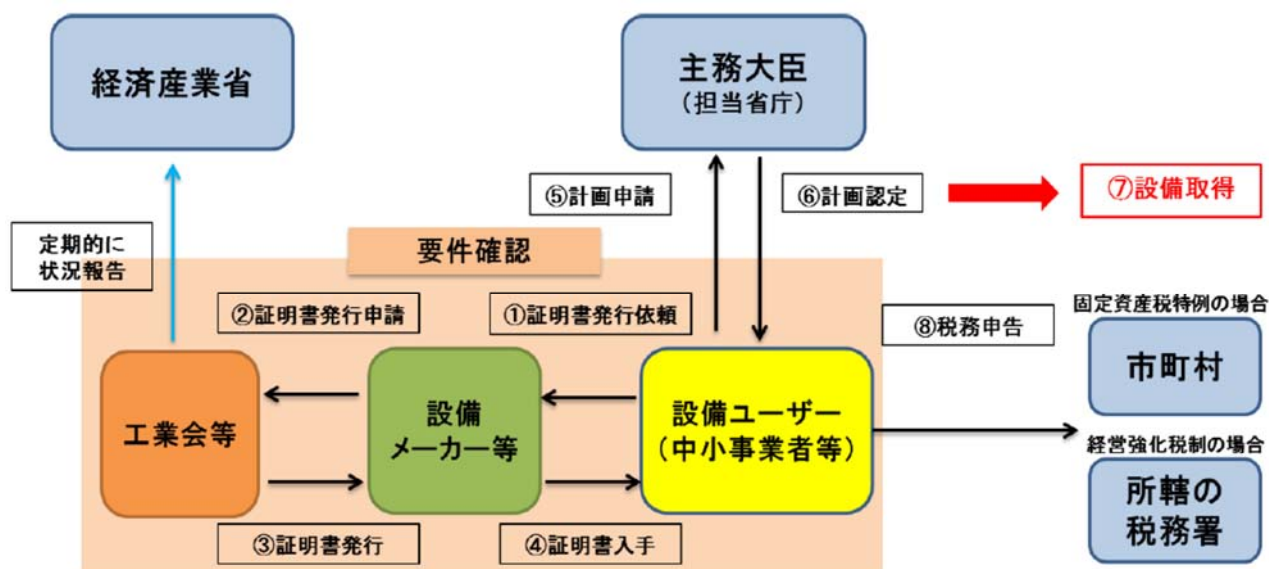 経済産業省
主務大臣
（担当省庁）
⑤計画申請
⑥計画認定
⑦設備取得
定期的に
状況報告
要件確認
②証明書発行申請
①証明書発行依頼
⑧税務申告
固定資産税特例の場合
市町村
工業会等
設備
メーカー等
設備ユーザー
（中小事業者等）
経営強化税制の場合
所轄の
税務署
③証明書発行
④証明書入手